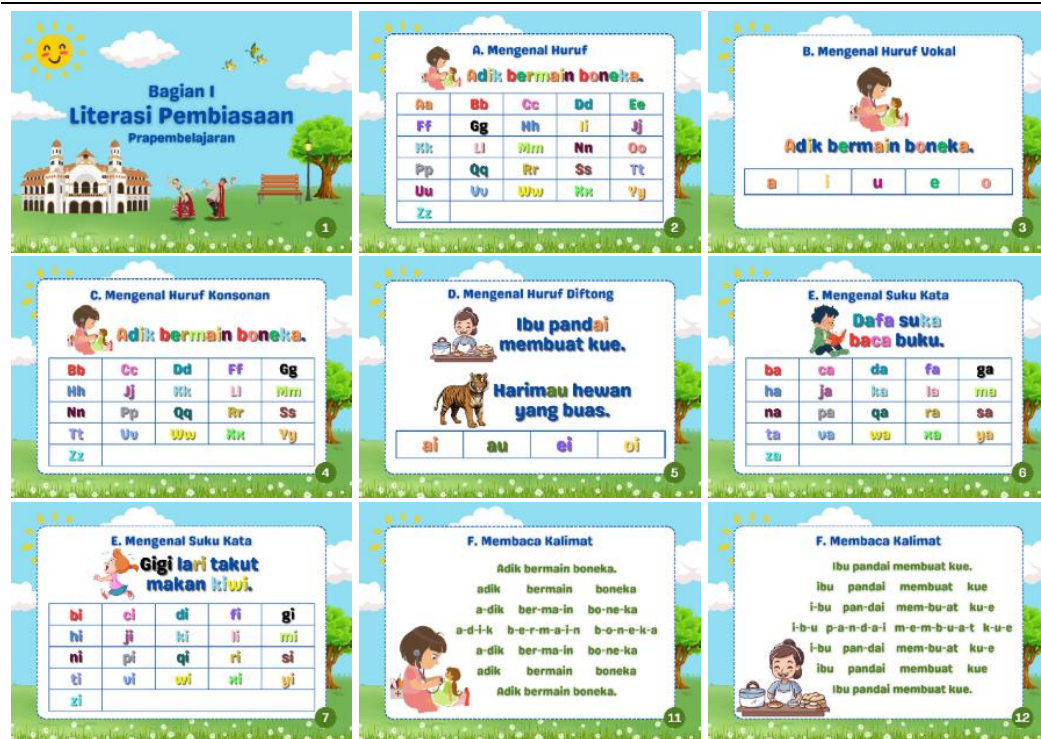 Bagian I
Literasi Pembiasaan
Prapembelajaran
1
A. Mengenal Huruf
Adik bermain boneka.
Aa Bb Cc Dd Ee
Ff Gg Hh Ii Jj
Kk Ll Mm Nn Oo
Pp Qq Rr Ss Tt
Uu Vv Ww Xx Yy
Zz
2
B. Mengenal Huruf Vokal
Adik bermain boneka.
a i u e o
3
C. Mengenal Huruf Konsonan
Adik bermain boneka.
Bb Cc Dd Ff Gg
Hh Jj Kk Ll Mm
Nn Pp Qq Rr Ss
Tt Vv Ww Xx Yy
Zz
4
D. Mengenal Huruf Diftong
Ibu pandai
membuat kue.
Harimau hewan
yang buas.
ai au ei oi
5
E. Mengenal Suku Kata
Dafa suka
baca buku.
ba ca da fa ga
ha ja ka la ma
na pa qa ra sa
ta va wa xa ya
za
6
E. Mengenal Suku Kata
Gigi lari takut
makan kiwi.
bi ci di fi gi
hi ji ki li mi
ni pi qi ri si
ti vi wi xi yi
zi
7
F. Membaca Kalimat
Adik bermain boneka.
adik bermain boneka
a-dik ber-ma-in bo-ne-ka
a-d-i-k b-e-r-m-a-i-n b-o-n-e-k-a
a-dik ber-ma-in bo-ne-ka
adik bermain boneka
Adik bermain boneka.
11
F. Membaca Kalimat
Ibu pandai membuat kue.
ibu pandai membuat kue
i-bu pan-dai mem-bu-at ku-e
i-b-u p-a-n-d-a-i m-e-m-b-u-a-t k-u-e
i-bu pan-dai mem-bu-at ku-e
ibu pandai membuat kue
Ibu pandai membuat kue.
12